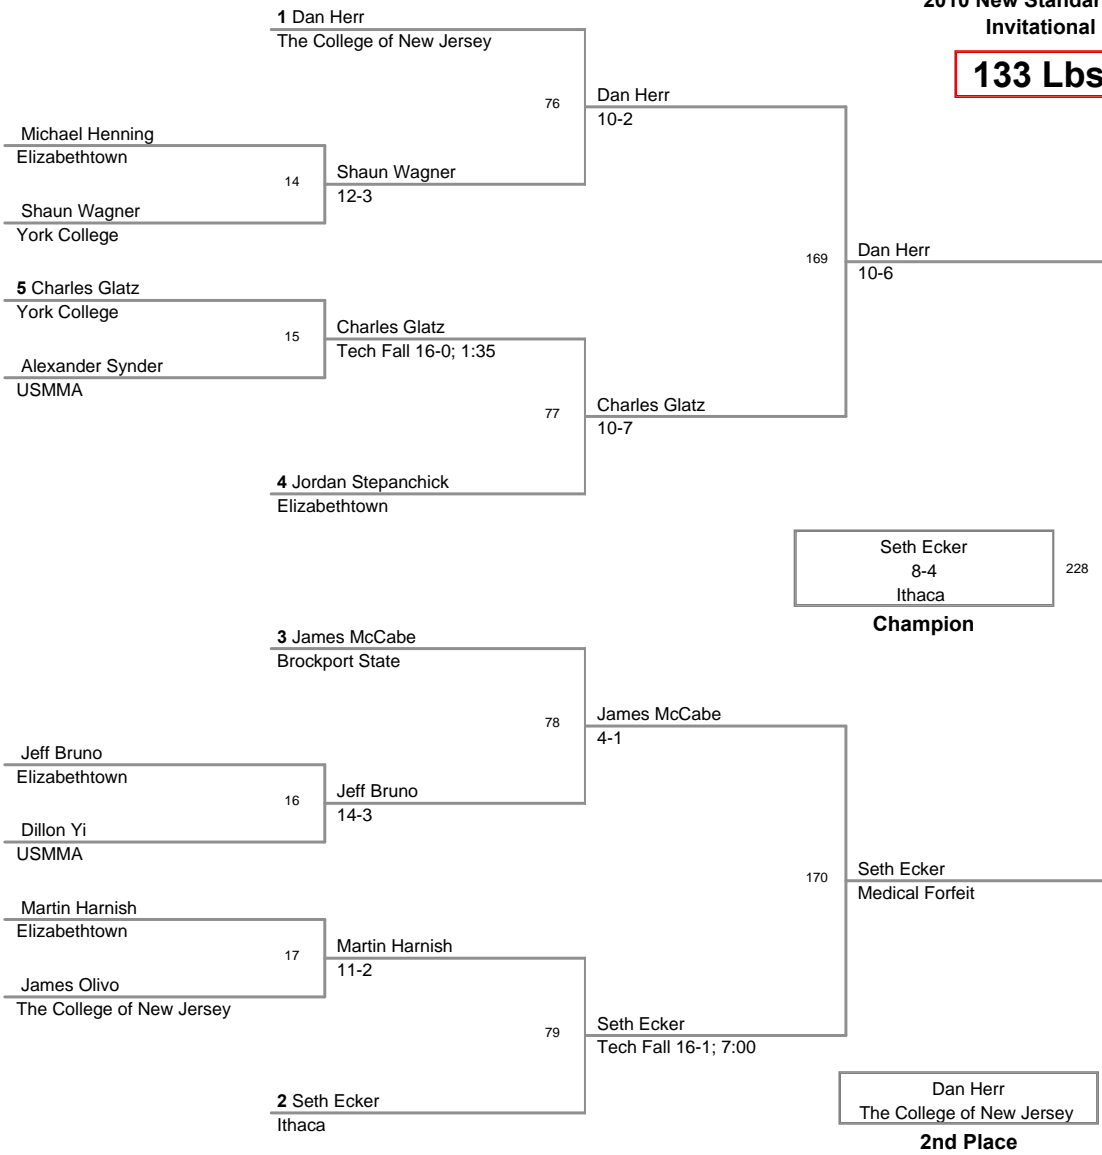 2010 New Standar
Invitational
133 Lbs
1 Dan Herr
The College of New Jersey
76
Dan Herr
10-2
Michael Henning
Elizabethtown
14
Shaun Wagner
12-3
Shaun Wagner
York College
169
Dan Herr
10-6
5 Charles Glatz
York College
15
Charles Glatz
Tech Fall 16-0; 1:35
Alexander Synder
USMMA
77
Charles Glatz
10-7
4 Jordan Stepanchick
Elizabethtown
Seth Ecker
8-4
Ithaca
228
Champion
3 James McCabe
Brockport State
78
James McCabe
4-1
Jeff Bruno
Elizabethtown
16
Jeff Bruno
14-3
Dillon Yi
USMMA
170
Seth Ecker
Medical Forfeit
Martin Harnish
Elizabethtown
17
Martin Harnish
11-2
James Olivo
The College of New Jersey
79
Seth Ecker
Tech Fall 16-1; 7:00
2 Seth Ecker
Ithaca
Dan Herr
The College of New Jersey
2nd Place